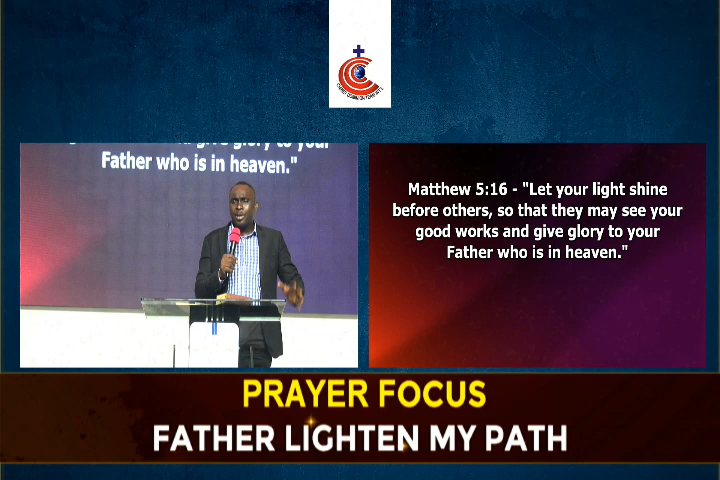 Father who is in heaven."
Matthew 5:16 - "Let your light shine
before others, so that they may see your
good works and give glory to your
Father who is in heaven."
PRAYER FOCUS
FATHER LIGHTEN MY PATH